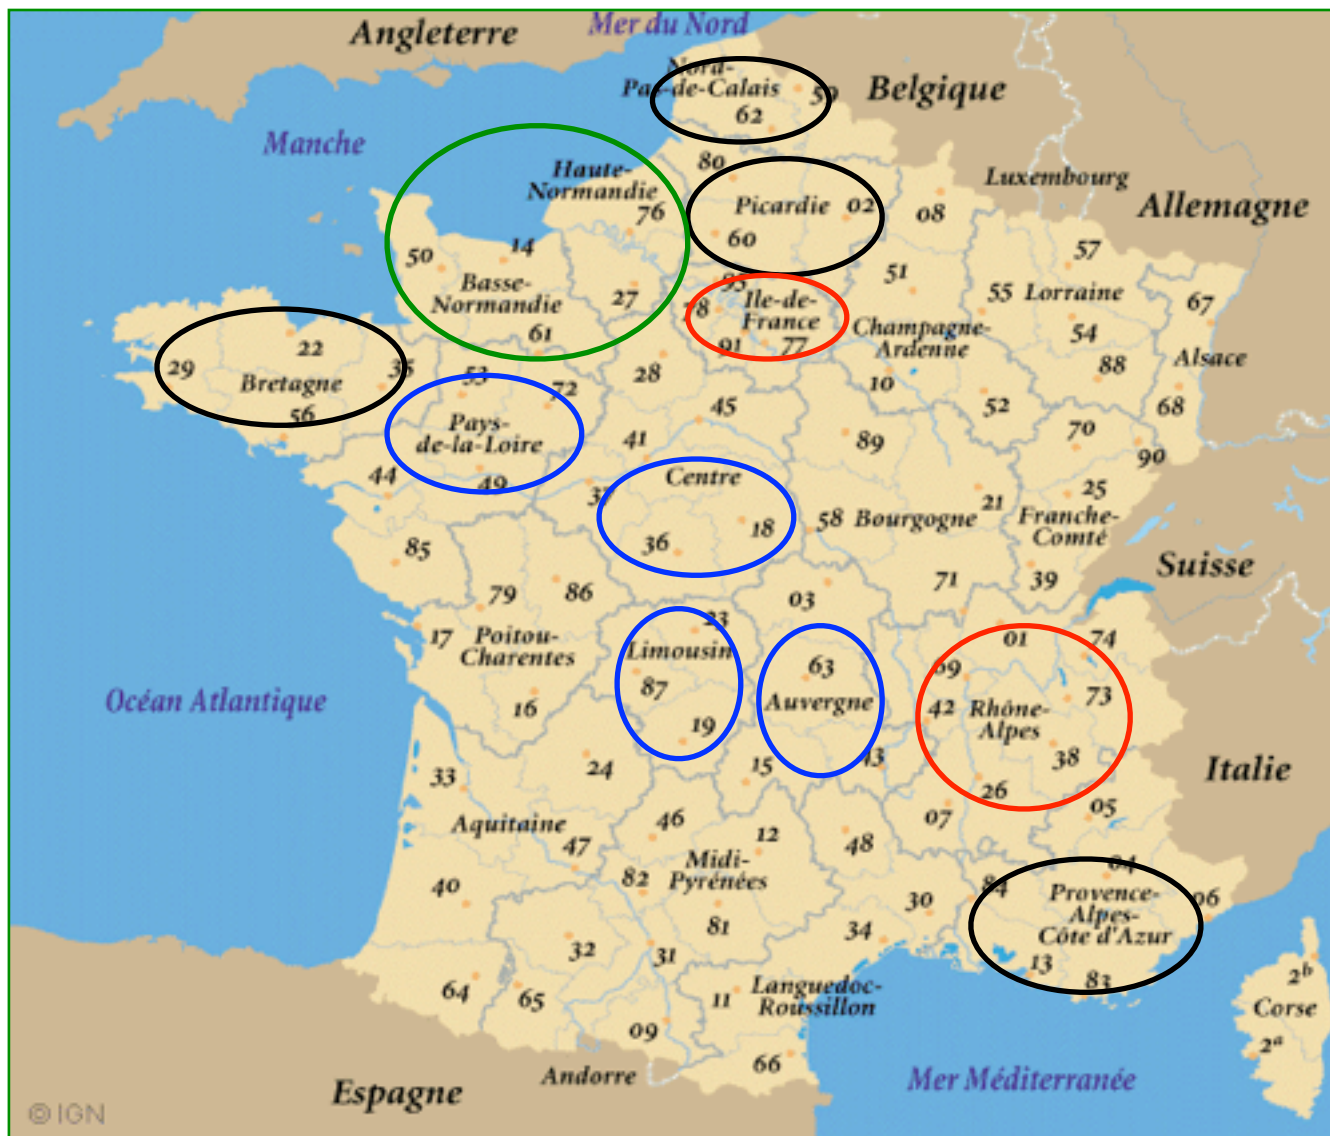 Mer du Nord
Angleterre
Nord-
Pas-de-Calais
59
62
Belgique
Manche
80
Haute-
Normandie
76
Picardie
02
60
08
Luxembourg
Allemagne
50
14
Basse-
Normandie
27
61
95
78
Ile-de-
France
91
77
51
Champagne-
Ardenne
10
52
57
55
Lorraine
54
88
67
Alsace
68
29
22
Bretagne
35
56
53
72
Pays-
de-la-Loire
44
49
85
28
45
41
37
Centre
36
18
89
58
Bourgogne
21
71
70
90
25
Franche-
Comté
39
Suisse
79
86
17
Poitou-
Charentes
16
23
Limousin
87
19
03
63
Auvergne
15
43
01
74
69
42
Rhône-
Alpes
73
38
26
07
05
Italie
Océan Atlantique
33
24
Aquitaine
47
40
64
46
12
Midi-
Pyrénées
82
81
32
31
65
09
48
30
34
Languedoc-
Roussillon
11
66
04
84
06
Provence-
Alpes-
Côte d'Azur
13
83
2b
Corse
2a
Andorre
Espagne
Mer Méditerranée
© IGN